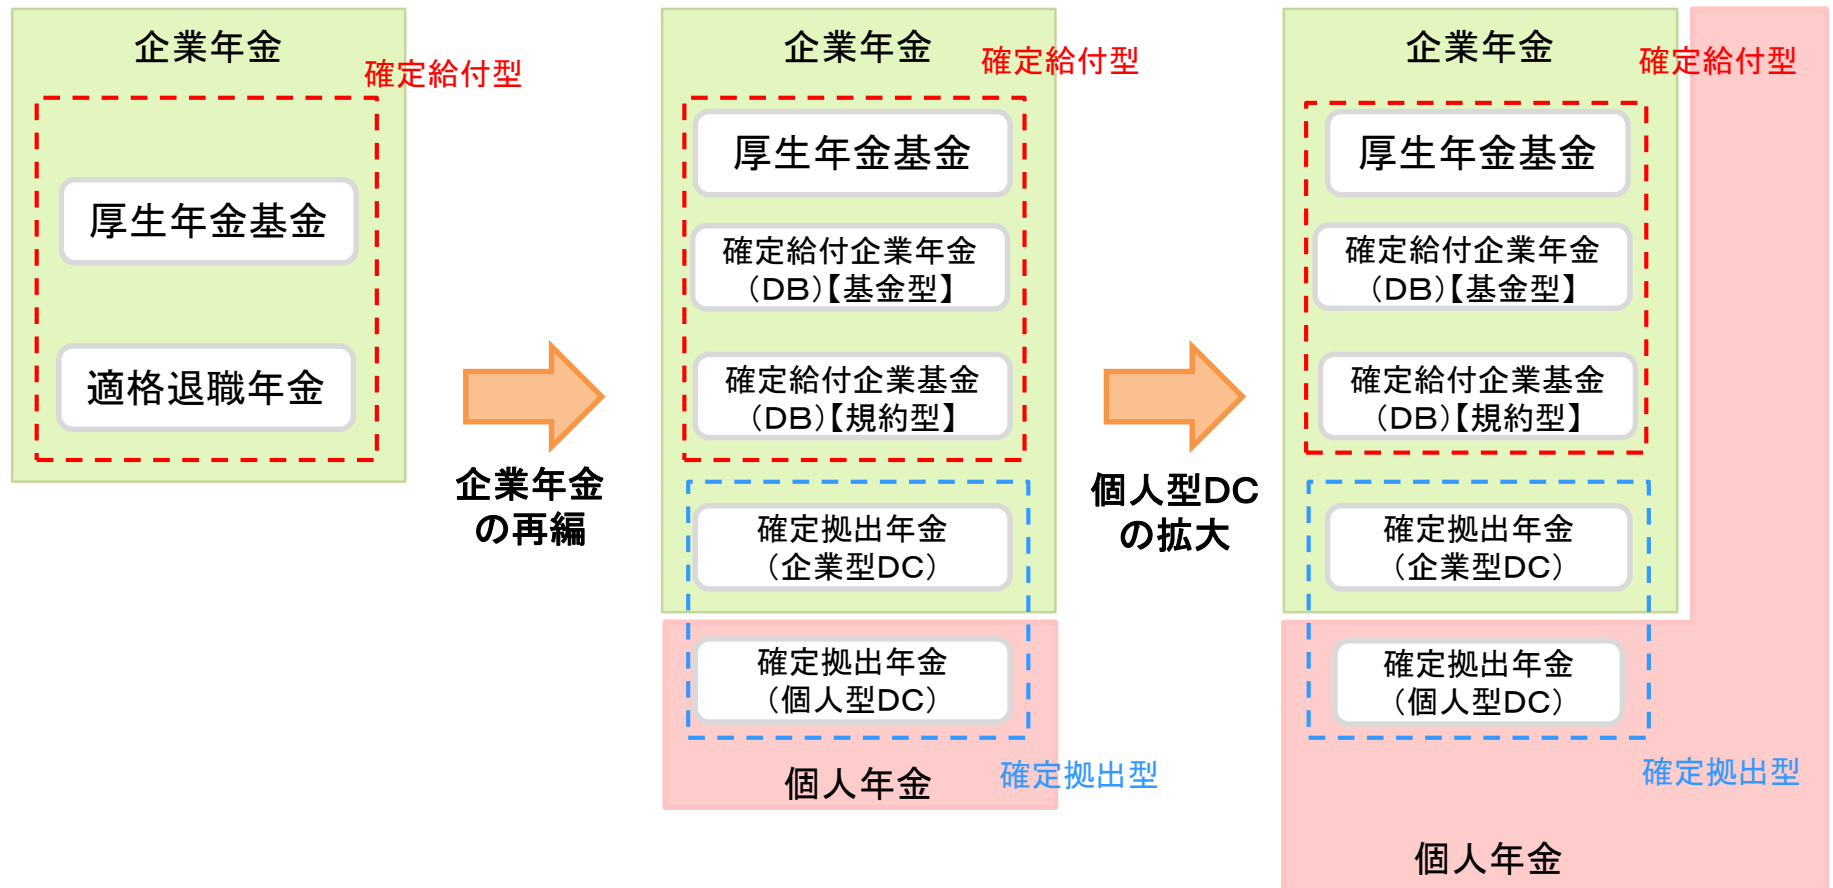 企業年金
確定給付型
厚生年金基金
適格退職年金
企業年金
の再編
企業年金
確定給付型
厚生年金基金
確定給付企業年金
（DB）【基金型】
確定給付企業基金
（DB）【規約型】
確定拠出年金
（企業型DC）
確定拠出年金
（個人型DC）
個人年金
確定拠出型
個人型DC
の拡大
企業年金
確定給付型
厚生年金基金
確定給付企業年金
（DB）【基金型】
確定給付企業基金
（DB）【規約型】
確定拠出年金
（企業型DC）
確定拠出年金
（個人型DC）
確定拠出型
個人年金